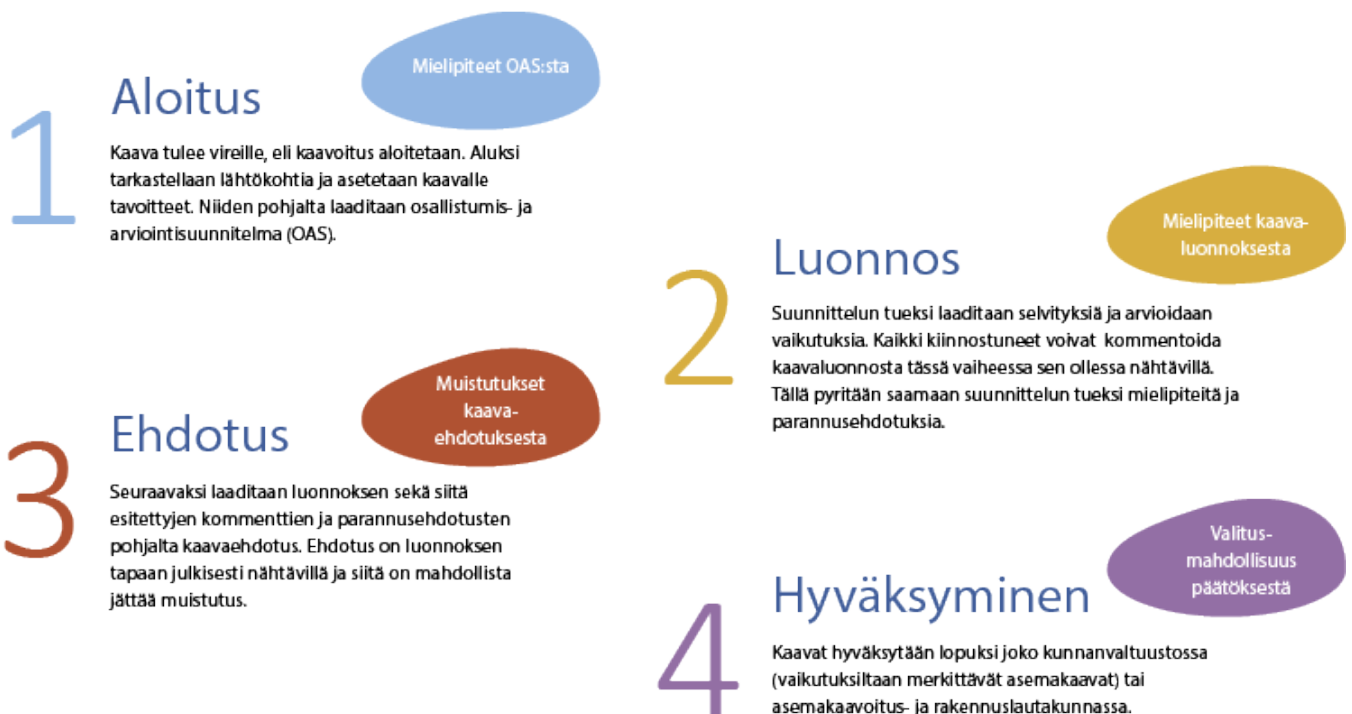 1
Aloitus
Mielipiteet OAS:sta
Kaava tulee vireille, eli kaavoitus aloitetaan. Aluksi
tarkastellaan lähtökohtia ja asetetaan kaavalle
tavoitteet. Niiden pohjalta laaditaan osallistumis- ja
arviointisuunnitelma (OAS).
2
Luonnos
Mielipiteet kaava-
luonnoksesta
Suunnittelun tueksi laaditaan selvityksiä ja arvioidaan
vaikutuksia. Kaikki kiinnostuneet voivat kommentoida
kaavaluonnosta tässä vaiheessa sen ollessa nähtävillä.
Tällä pyritään saamaan suunnittelun tueksi mielipiteitä ja
parannusehdotuksia.
3
Ehdotus
Muistutukset
kaava-
ehdotuksesta
Seuraavaksi laaditaan luonnoksen sekä siitä
esitettyjen kommenttien ja parannusehdotusten
pohjalta kaavaehdotus. Ehdotus on luonnoksen
tapaan julkisesti nähtävillä ja siitä on mahdollista
jättää muistutus.
4
Hyväksyminen
Valitus-
mahdollisuus
päätöksestä
Kaavat hyväksytään lopuksi joko kunnanvaltuustossa
(vaikutuksiltaan merkittävät asemakaavat) tai
asemakaavoitus- ja rakennuslautakunnassa.